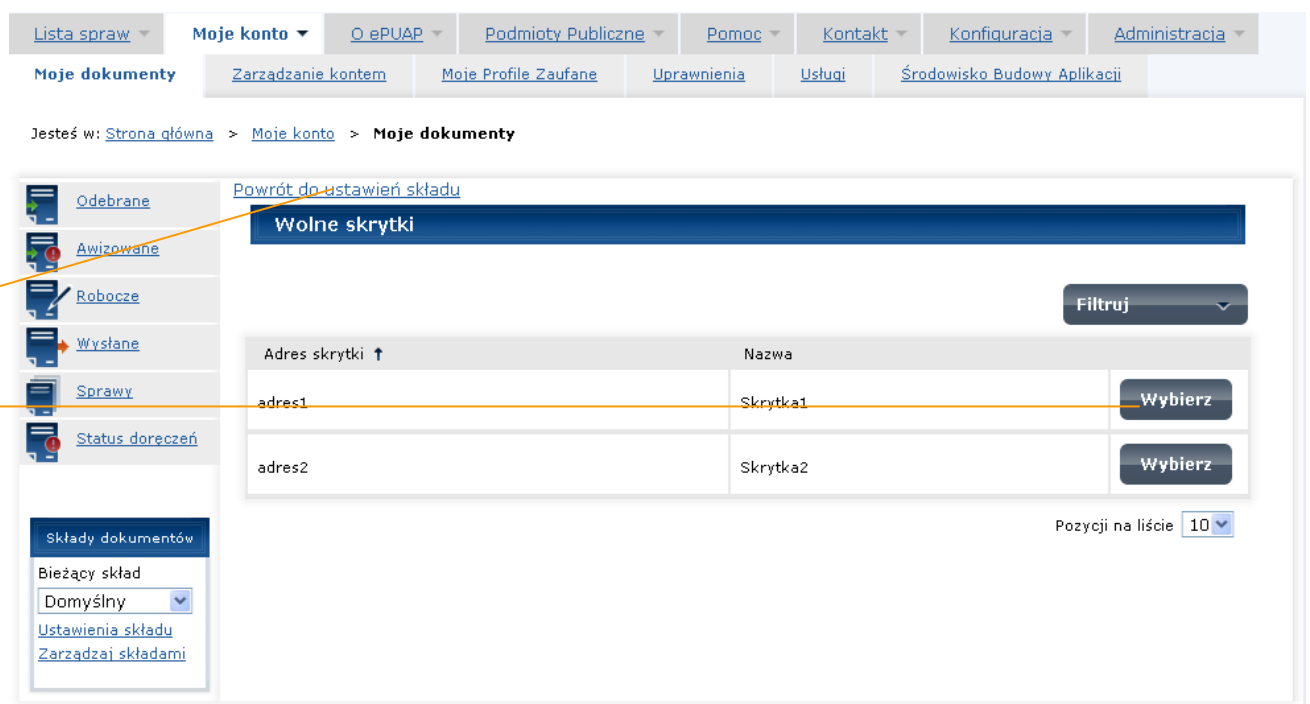 Lista spraw Moje konto O ePUAP Podmioty Publiczne Pomoc Kontakt Konfiguracja Administracja
Moje dokumenty Zarządzanie kontem Moje Profile Zaufane Uprawnienia Usługi Środowisko Budowy Aplikacji
Jesteś w: Strona główna > Moje konto > Moje dokumenty
Odebrane
Awizowane
Robocze
Wysłane
Sprawy
Status doręczeń
Składy dokumentów
Bieżący skład
Domyślny
Ustawienia składu
Zarządzaj składami
Powrót do ustawień składu
Wolne skrytki
Filtruj
Adres skrytki ↑ Nazwa
adres1 Skrytka1 Wybierz
adres2 Skrytka2 Wybierz
Pozycji na liście 10